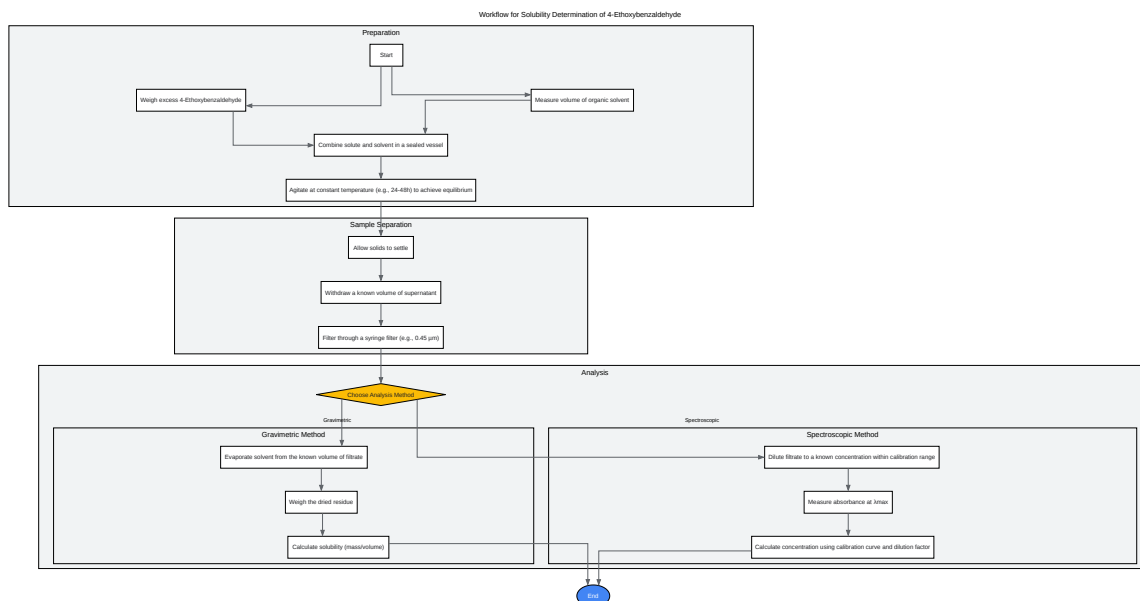 Workflow for Solubility Determination of 4-Ethoxybenzaldehyde
Preparation
Start
Weigh excess 4-Ethoxybenzaldehyde
Measure volume of organic solvent
Combine solute and solvent in a sealed vessel
Agitate at constant temperature (e.g., 24-48h) to achieve equilibrium
Sample Separation
Allow solids to settle
Withdraw a known volume of supernatant
Filter through a syringe filter (e.g., 0.45 µm)
Analysis
Choose Analysis Method
Gravimetric
Spectroscopic
Gravimetric Method
Evaporate solvent from the known volume of filtrate
Weigh the dried residue
Calculate solubility (mass/volume)
Spectroscopic Method
Dilute filtrate to a known concentration within calibration range
Measure absorbance at λmax
Calculate concentration using calibration curve and dilution factor
End